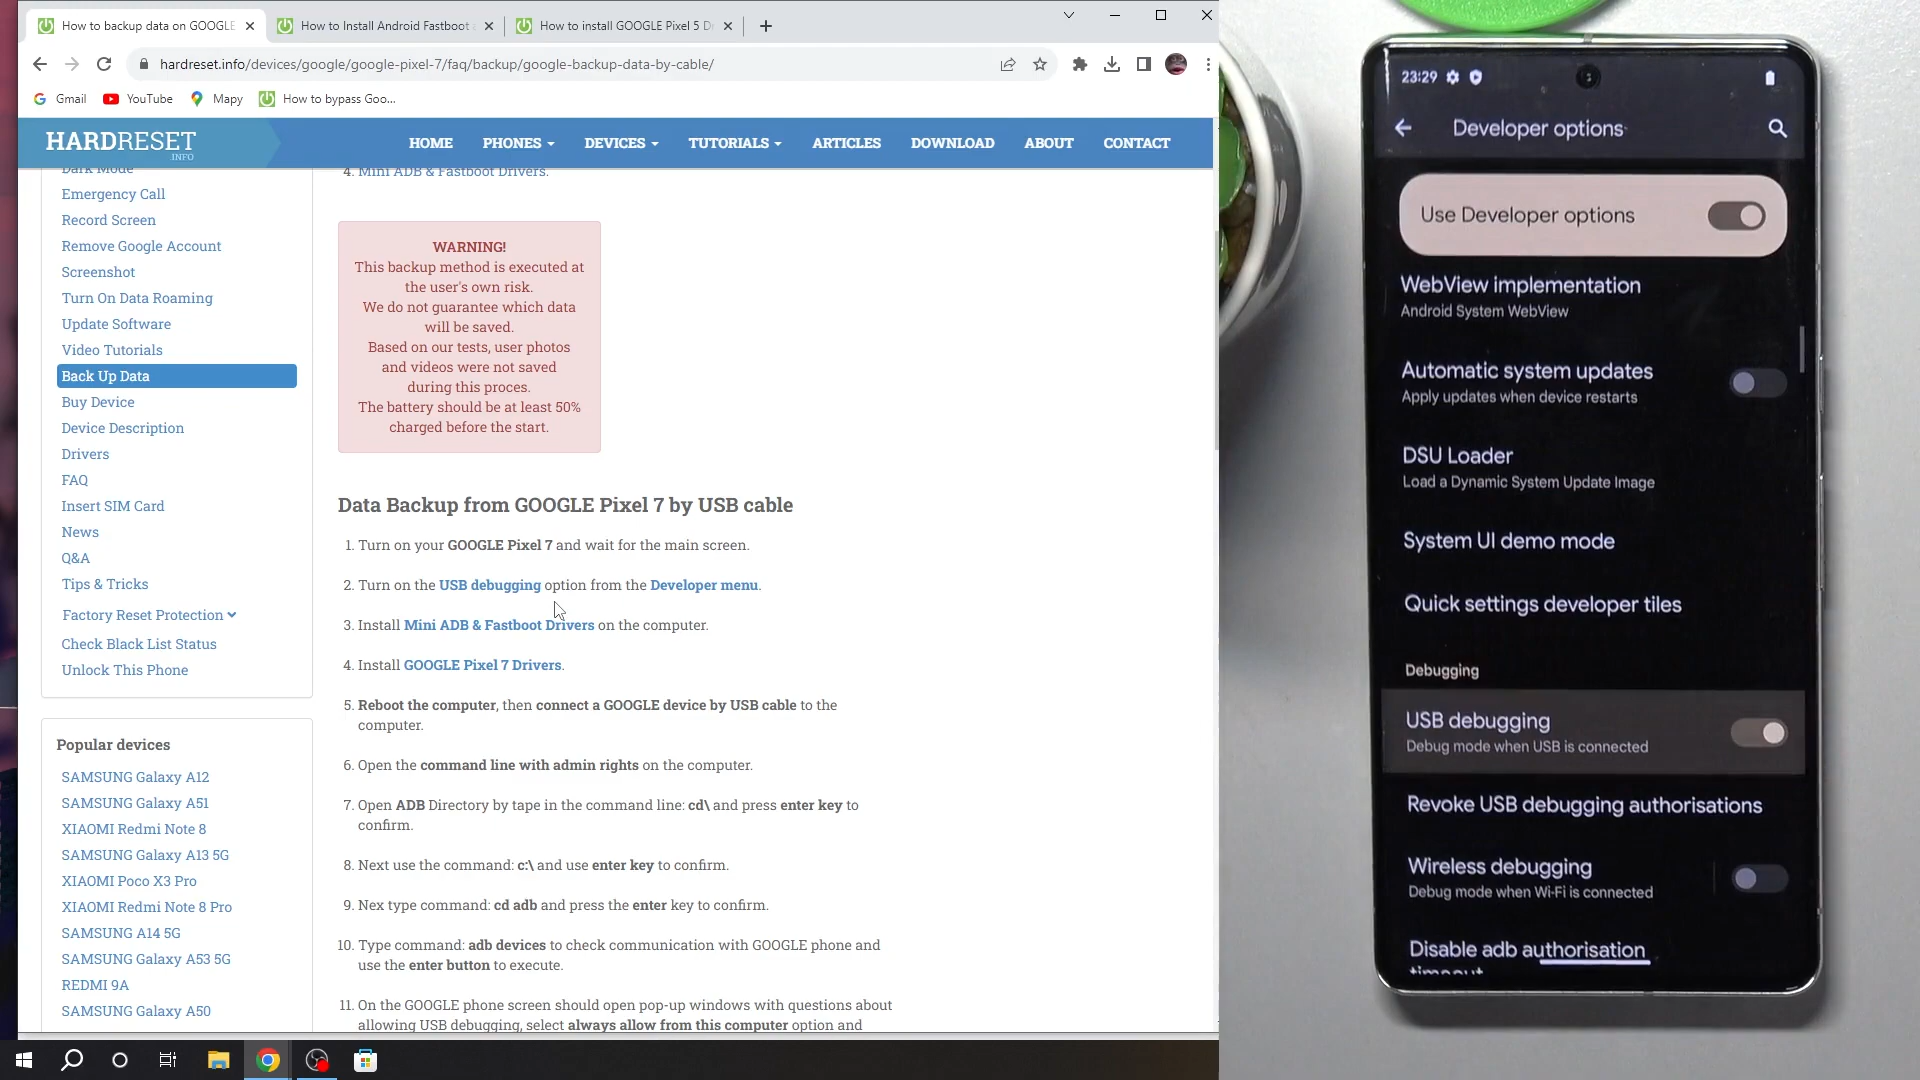 How to backup data on GOOGLE
How to Install Android Fastboot a
How to install GOOGLE Pixel 5 Dr
hardreset.info/devices/google/google-pixel-7/faq/backup/google-backup-data-by-cable/
Gmail
YouTube
Mapy
How to bypass Goo...
HARDRESET
.INFO
HOME
PHONES
DEVICES
TUTORIALS
ARTICLES
DOWNLOAD
ABOUT
CONTACT
Dark Mode
Emergency Call
Record Screen
Remove Google Account
Screenshot
Turn On Data Roaming
Update Software
Video Tutorials
Back Up Data
Buy Device
Device Description
Drivers
FAQ
Insert SIM Card
News
Q&A
Tips & Tricks
Factory Reset Protection
Check Black List Status
Unlock This Phone
Popular devices
SAMSUNG Galaxy A12
SAMSUNG Galaxy A51
XIAOMI Redmi Note 8
SAMSUNG Galaxy A13 5G
XIAOMI Poco X3 Pro
XIAOMI Redmi Note 8 Pro
SAMSUNG A14 5G
SAMSUNG Galaxy A53 5G
REDMI 9A
SAMSUNG Galaxy A50
4. Mini ADB & Fastboot Drivers.
WARNING!
This backup method is executed at
the user's own risk.
We do not guarantee which data
will be saved.
Based on our tests, user photos
and videos were not saved
during this proces.
The battery should be at least 50%
charged before the start.
Data Backup from GOOGLE Pixel 7 by USB cable
1. Turn on your GOOGLE Pixel 7 and wait for the main screen.
2. Turn on the USB debugging option from the Developer menu.
3. Install Mini ADB & Fastboot Drivers on the computer.
4. Install GOOGLE Pixel 7 Drivers.
5. Reboot the computer, then connect a GOOGLE device by USB cable to the
computer.
6. Open the command line with admin rights on the computer.
7. Open ADB Directory by tape in the command line: cd\ and press enter key to
confirm.
8. Next use the command: c:\ and use enter key to confirm.
9. Nex type command: cd adb and press the enter key to confirm.
10. Type command: adb devices to check communication with GOOGLE phone and
use the enter button to execute.
11. On the GOOGLE phone screen should open pop-up windows with questions about
allowing USB debugging, select always allow from this computer option and
23:29
Developer options
Use Developer options
WebView implementation
Android System WebView
Automatic system updates
Apply updates when device restarts
DSU Loader
Load a Dynamic System Update Image
System UI demo mode
Quick settings developer tiles
Debugging
USB debugging
Debug mode when USB is connected
Revoke USB debugging authorisations
Wireless debugging
Debug mode when Wi-Fi is connected
Disable adb authorisation
timeout